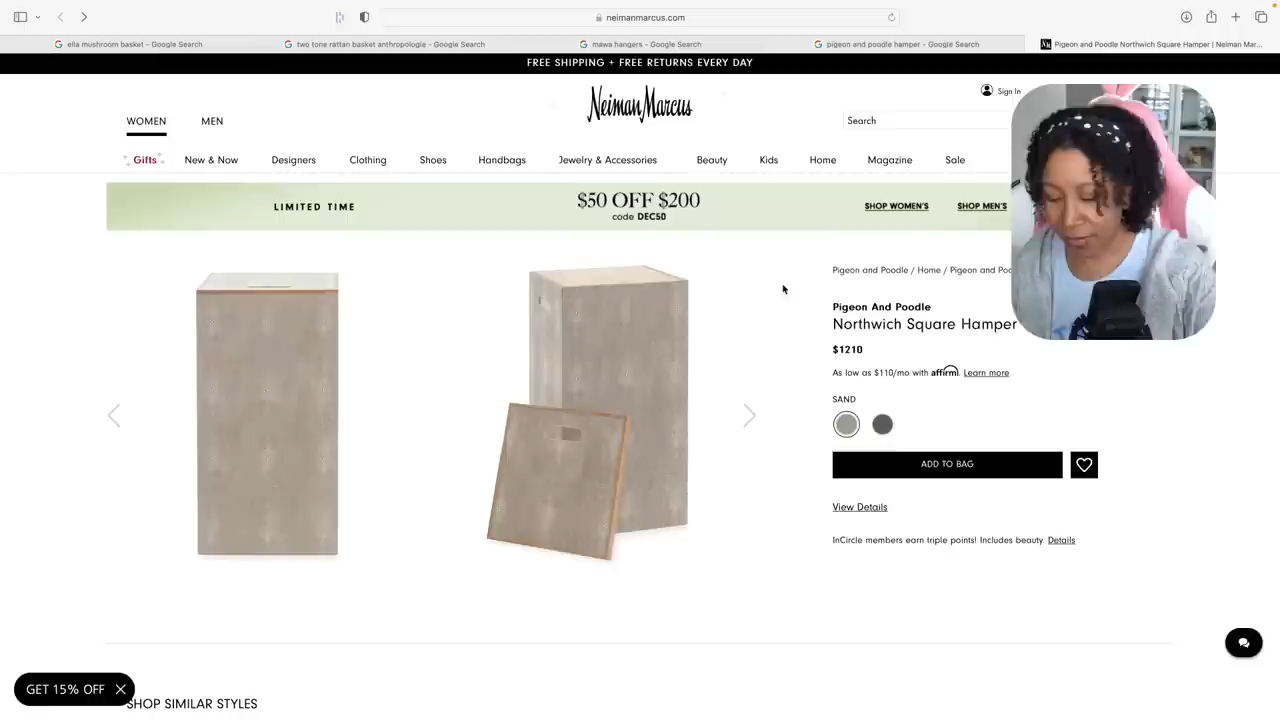 neimanmarcus.com
ella mushroom basket - Google Search
two tone rattan basket anthropologie - Google Search
mawa hangers - Google Search
pigeon and poodle hamper - Google Search
Pigeon and Poodle Northwich Square Hamper | Neiman Mar...
FREE SHIPPING + FREE RETURNS EVERY DAY
Neiman Marcus
Sign In
WOMEN
MEN
Search
Gifts
New & Now
Designers
Clothing
Shoes
Handbags
Jewelry & Accessories
Beauty
Kids
Home
Magazine
Sale
LIMITED TIME
$50 OFF $200
code DEC50
SHOP WOMEN'S
SHOP MEN'S
Pigeon and Poodle / Home / Pigeon and Poo
Pigeon And Poodle
Northwich Square Hamper
$1210
As low as $110/mo with affirm. Learn more
SAND
ADD TO BAG
View Details
InCircle members earn triple points! Includes beauty. Details
GET 15% OFF
SHOP SIMILAR STYLES